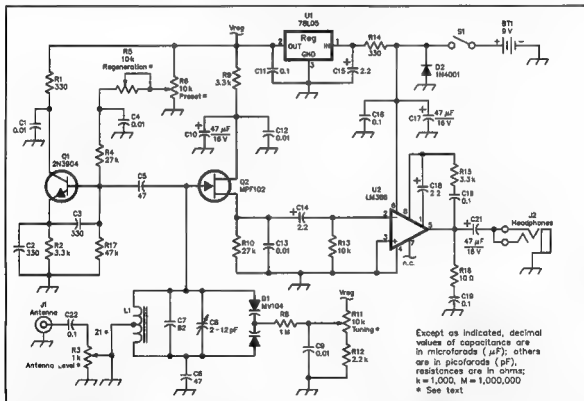 Vreg
U1
78L05
Reg
OUT
IN
GND
2
1
3
R14
330
S1
BT1
9 V
+
R5
10k
Regeneration *
R6
10k
Preset *
R1
330
R9
3.3k
C11
0.1
C15
2.2
D2
1N4001
C1
0.01
C4
0.01
C10
47 µF
16 V
C12
0.01
C16
0.1
C17
47 µF
16 V
Q1
2N3904
R4
27k
C5
47
Q2
MPF102
U2
LM386
C18
2.2
R15
3.3k
C3
330
C14
2.2
C21
47 µF
16 V
J2
Headphones
C2
330
R2
3.3k
R17
47k
R10
27k
C13
0.01
R13
10k
n.c.
R16
10 Ω
C19
0.1
J1
Antenna
C22
0.1
R3
1k
Antenna Level *
L1
C7
82
C8
2-12 pF
D1
MV104
R8
1 M
Vreg
R11
10k
Tuning *
R12
2.2k
C9
0.01
C6
47
Except as indicated, decimal
values of capacitance are
in microfarads (µF); others
are in picofarads (pF),
resistances are in ohms;
k=1,000, M=1,000,000
* See text